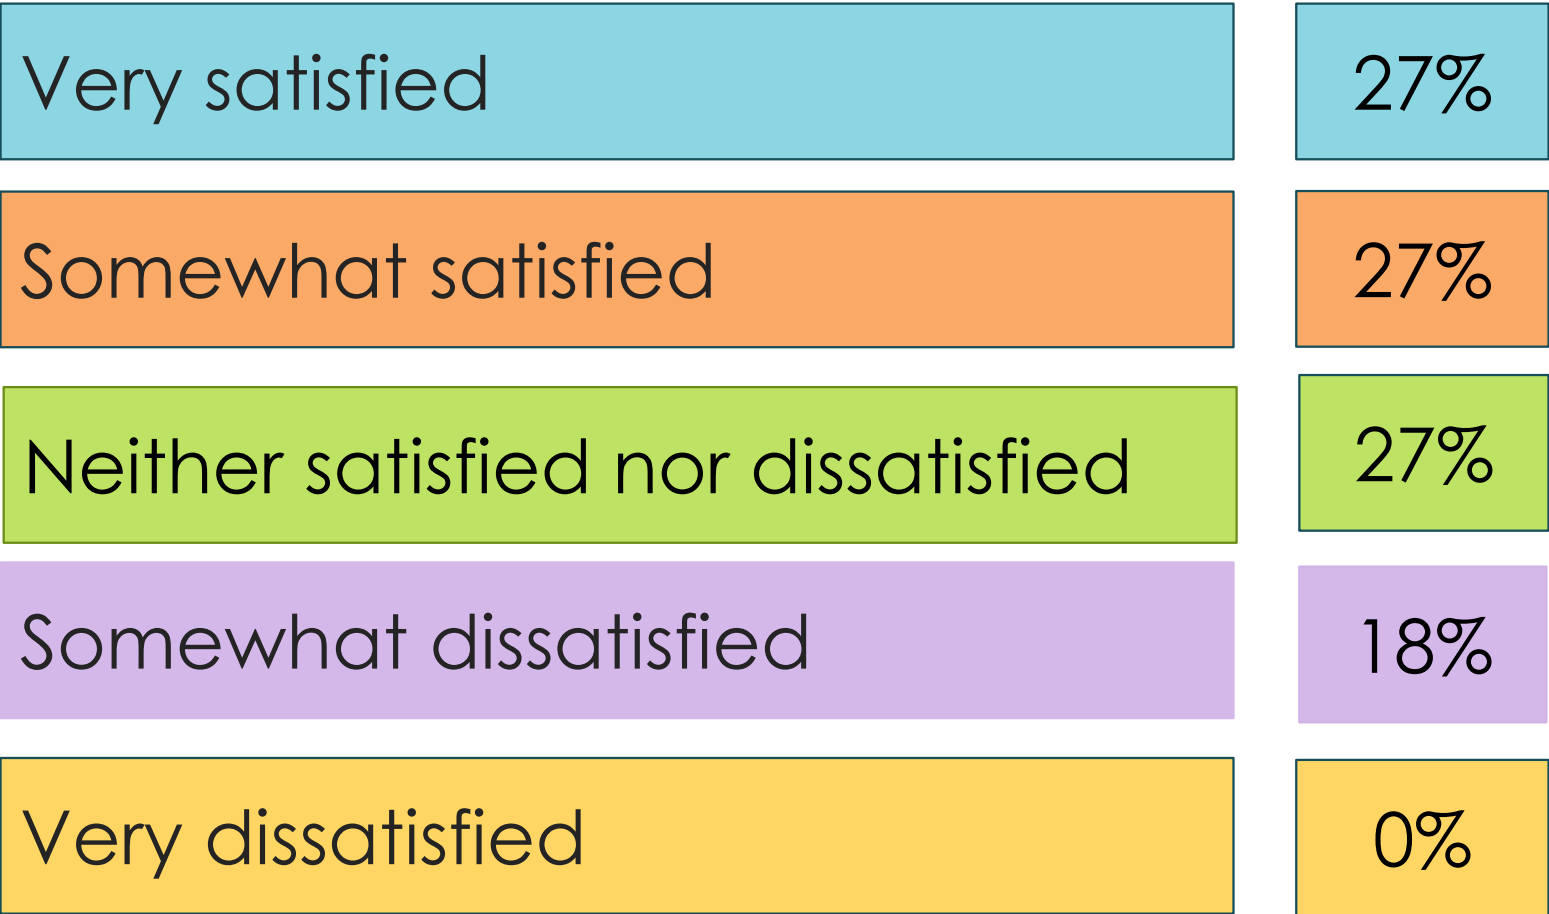 Very satisfied 27%
Somewhat satisfied 27%
Neither satisfied nor dissatisfied 27%
Somewhat dissatisfied 18%
Very dissatisfied 0%